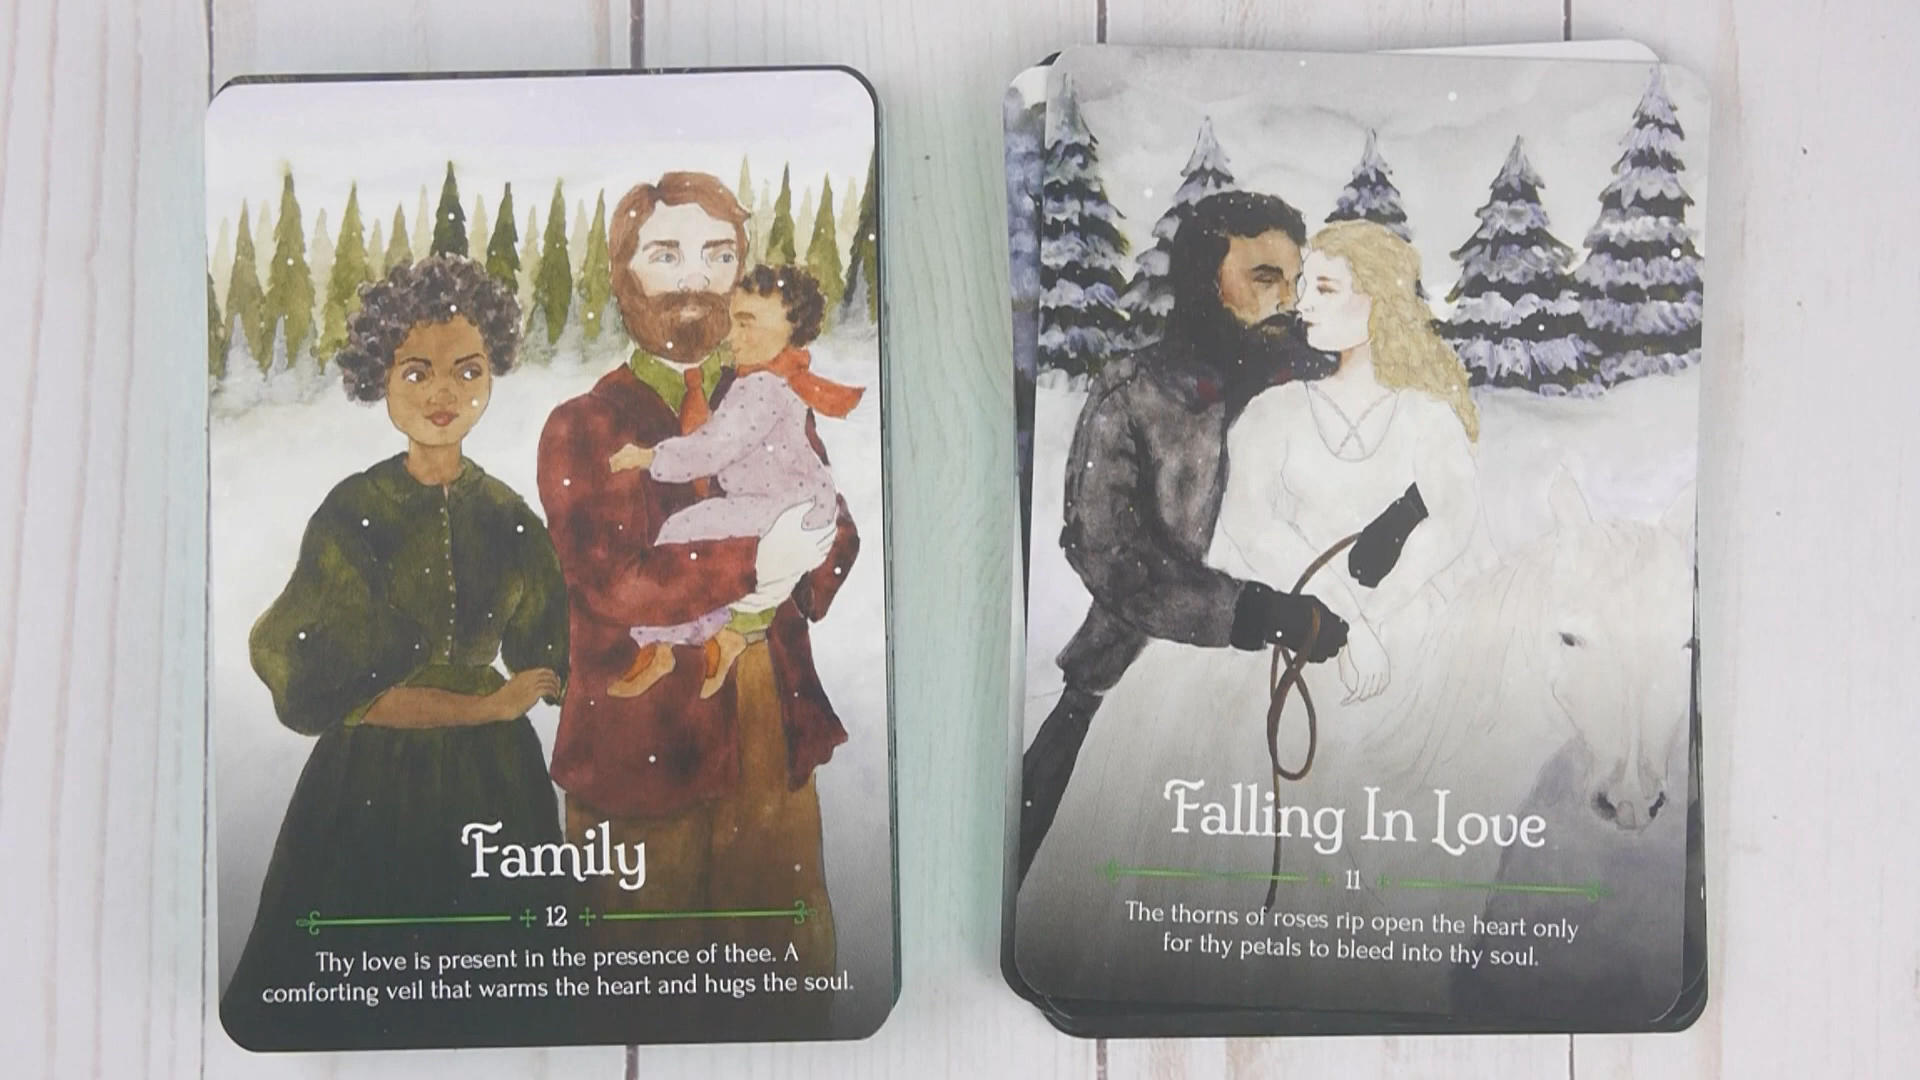 Family
12
Thy love is present in the presence of thee. A
comforting veil that warms the heart and hugs the soul.
Falling In Love
11
The thorns of roses rip open the heart only
for thy petals to bleed into thy soul.